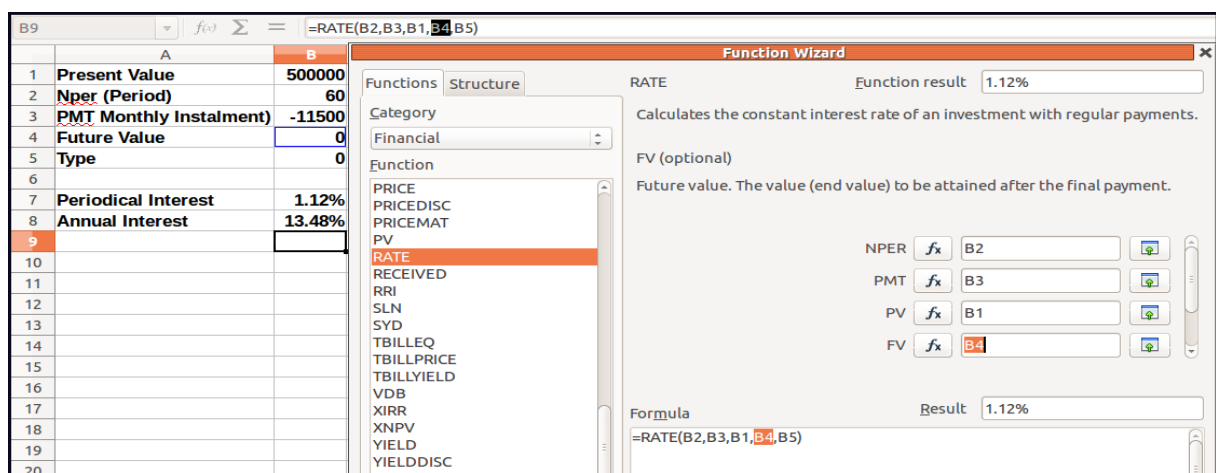 B9 f(x) Σ = =RATE(B2,B3,B1,B4,B5)
A B
1 Present Value 500000
2 Nper (Period) 60
3 PMT Monthly Instalment) -11500
4 Future Value 0
5 Type 0
6
7 Periodical Interest 1.12%
8 Annual Interest 13.48%
9
10
11
12
13
14
15
16
17
18
19
20
Function Wizard
Functions Structure
Category
Financial
Function
PRICE
PRICEDISC
PRICEMAT
PV
RATE
RECEIVED
RRI
SLN
SYD
TBILLEQ
TBILLPRICE
TBILLYIELD
VDB
XIRR
XNPV
YIELD
YIELDDISC
RATE Function result 1.12%
Calculates the constant interest rate of an investment with regular payments.
FV (optional)
Future value. The value (end value) to be attained after the final payment.
NPER fx B2
PMT fx B3
PV fx B1
FV fx B4
Formula Result 1.12%
=RATE(B2,B3,B1,B4,B5)